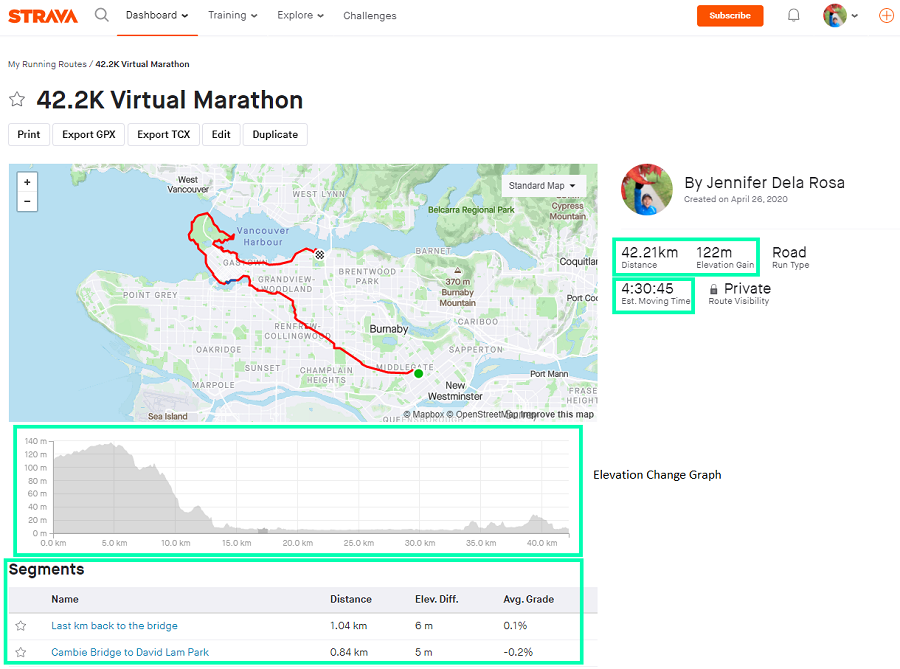 STRAVA Dashboard Training Explore Challenges Subscribe
My Running Routes / 42.2K Virtual Marathon
42.2K Virtual Marathon
Print Export GPX Export TCX Edit Duplicate
+
−
Standard Map
West
Vancouver
WEST LYNN
Belcarra Regional Park
Cypress
Mountain
Vancouver
Harbour
BARNET
Coquitlam
GASTOWN
GRANDVIEW-
WOODLAND
BRENTWOOD
PARK
370 m
Burnaby
Mountain
Port Co
POINT GREY
RENFREW-
COLLINGWOOD
Burnaby
CARIBOO
OAKRIDGE
SAPPERTON
SUNSET
CHAMPLAIN
HEIGHTS
MIDDLEGATE
Port Mann
MARPOLE
New
Westminster
FRASER
HEIGHT
Sea Island
QUEENSBOROUGH
© Mapbox © OpenStreetMap Improve this map
By Jennifer Dela Rosa
Created on April 26, 2020
42.21km 122m Road
Distance Elevation Gain Run Type
4:30:45 Private
Est. Moving Time Route Visibility
140 m
120 m
100 m
80 m
60 m
40 m
20 m
0 m
0.0 km 5.0 km 10.0 km 15.0 km 20.0 km 25.0 km 30.0 km 35.0 km 40.0 km
Elevation Change Graph
Segments
Name Distance Elev. Diff. Avg. Grade
Last km back to the bridge 1.04 km 6 m 0.1%
Cambie Bridge to David Lam Park 0.84 km 5 m -0.2%